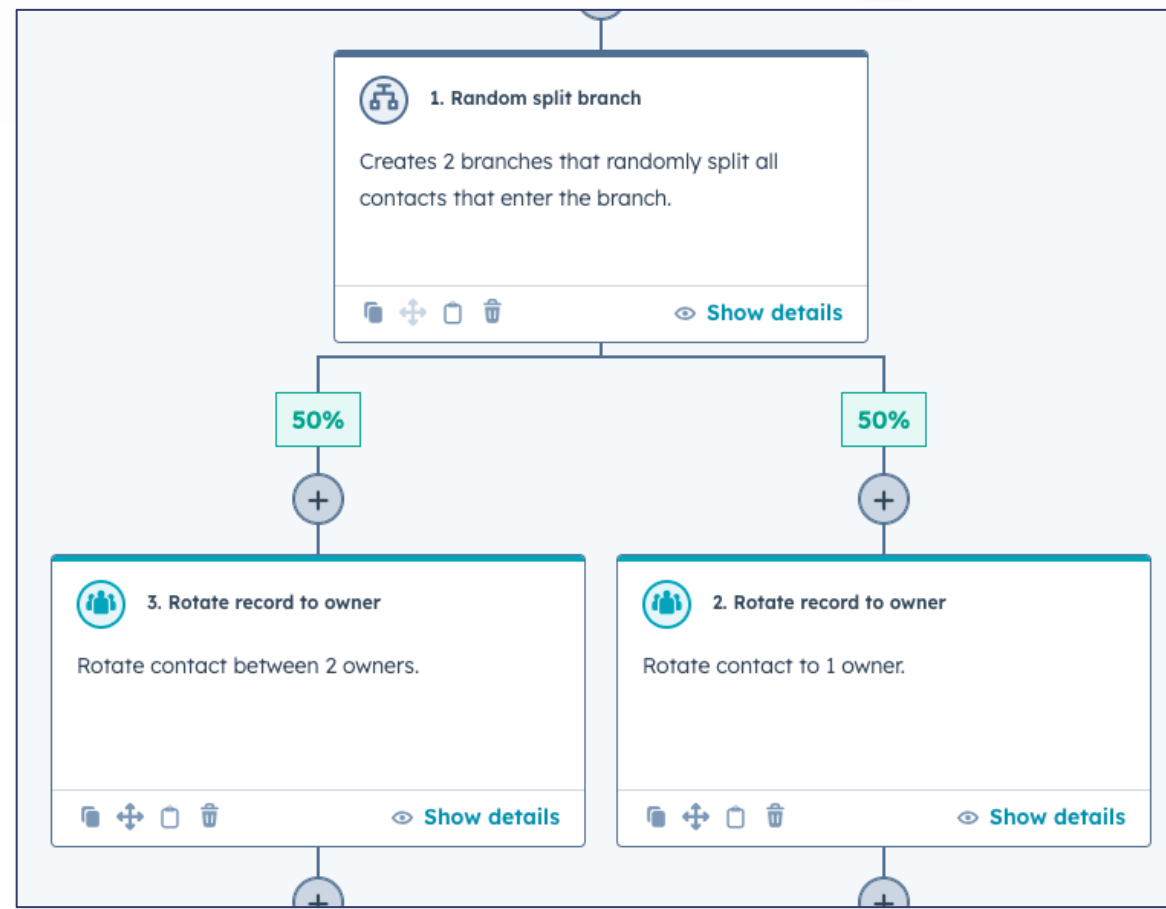 1. Random split branch
Creates 2 branches that randomly split all
contacts that enter the branch.
Show details
50%
50%
3. Rotate record to owner
Rotate contact between 2 owners.
Show details
2. Rotate record to owner
Rotate contact to 1 owner.
Show details